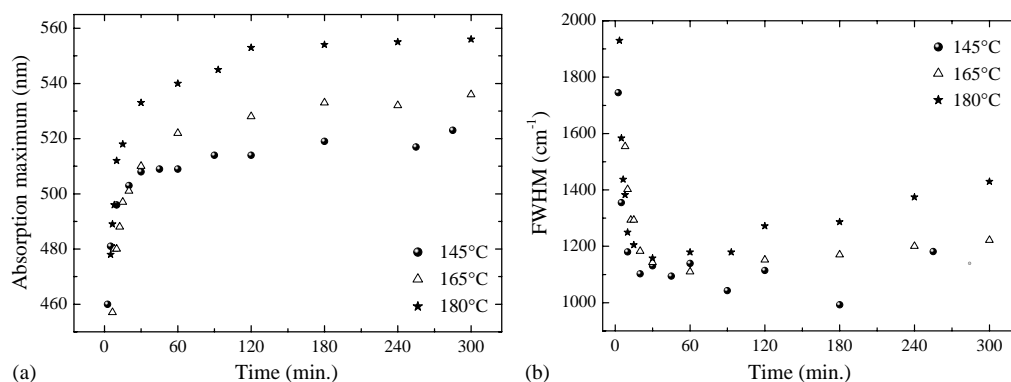 560
540
520
500
480
460
Absorption maximum (nm)
145°C
165°C
180°C
0 60 120 180 240 300
Time (min.)
(a)
2000
1800
1600
1400
1200
1000
FWHM (cm⁻¹)
145°C
165°C
180°C
0 60 120 180 240 300
Time (min.)
(b)